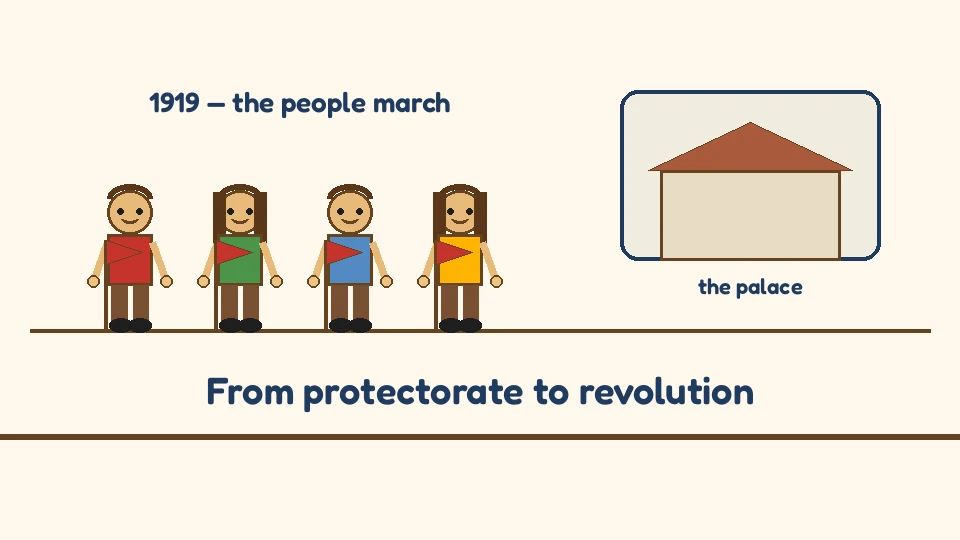 1919 — the people march
the palace
From protectorate to revolution